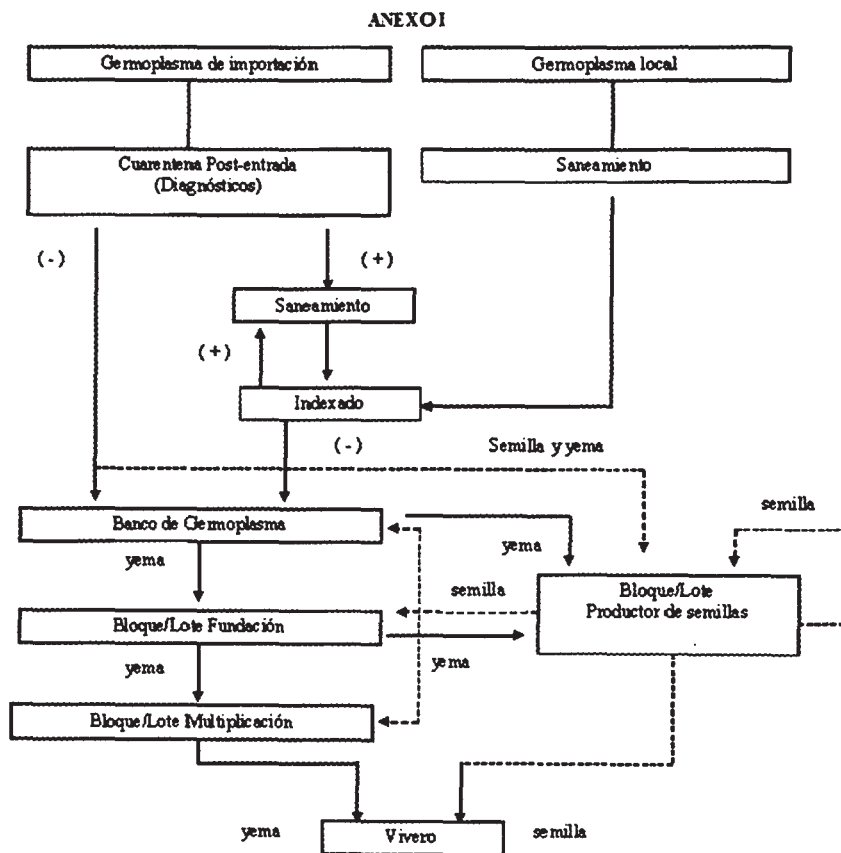 ANEXO I
Germoplasma de importación
Germoplasma local
Cuarentena Post-entrada
(Diagnósticos)
Saneamiento
(-)
(+)
Saneamiento
(+)
Indexado
(-)
Semilla y yema
semilla
Banco de Germoplasma
yema
yema
semilla
Bloque/Lote
Productor de semillas
Bloque/Lote Fundación
yema
yema
Bloque/Lote Multiplicación
yema
Vivero
semilla